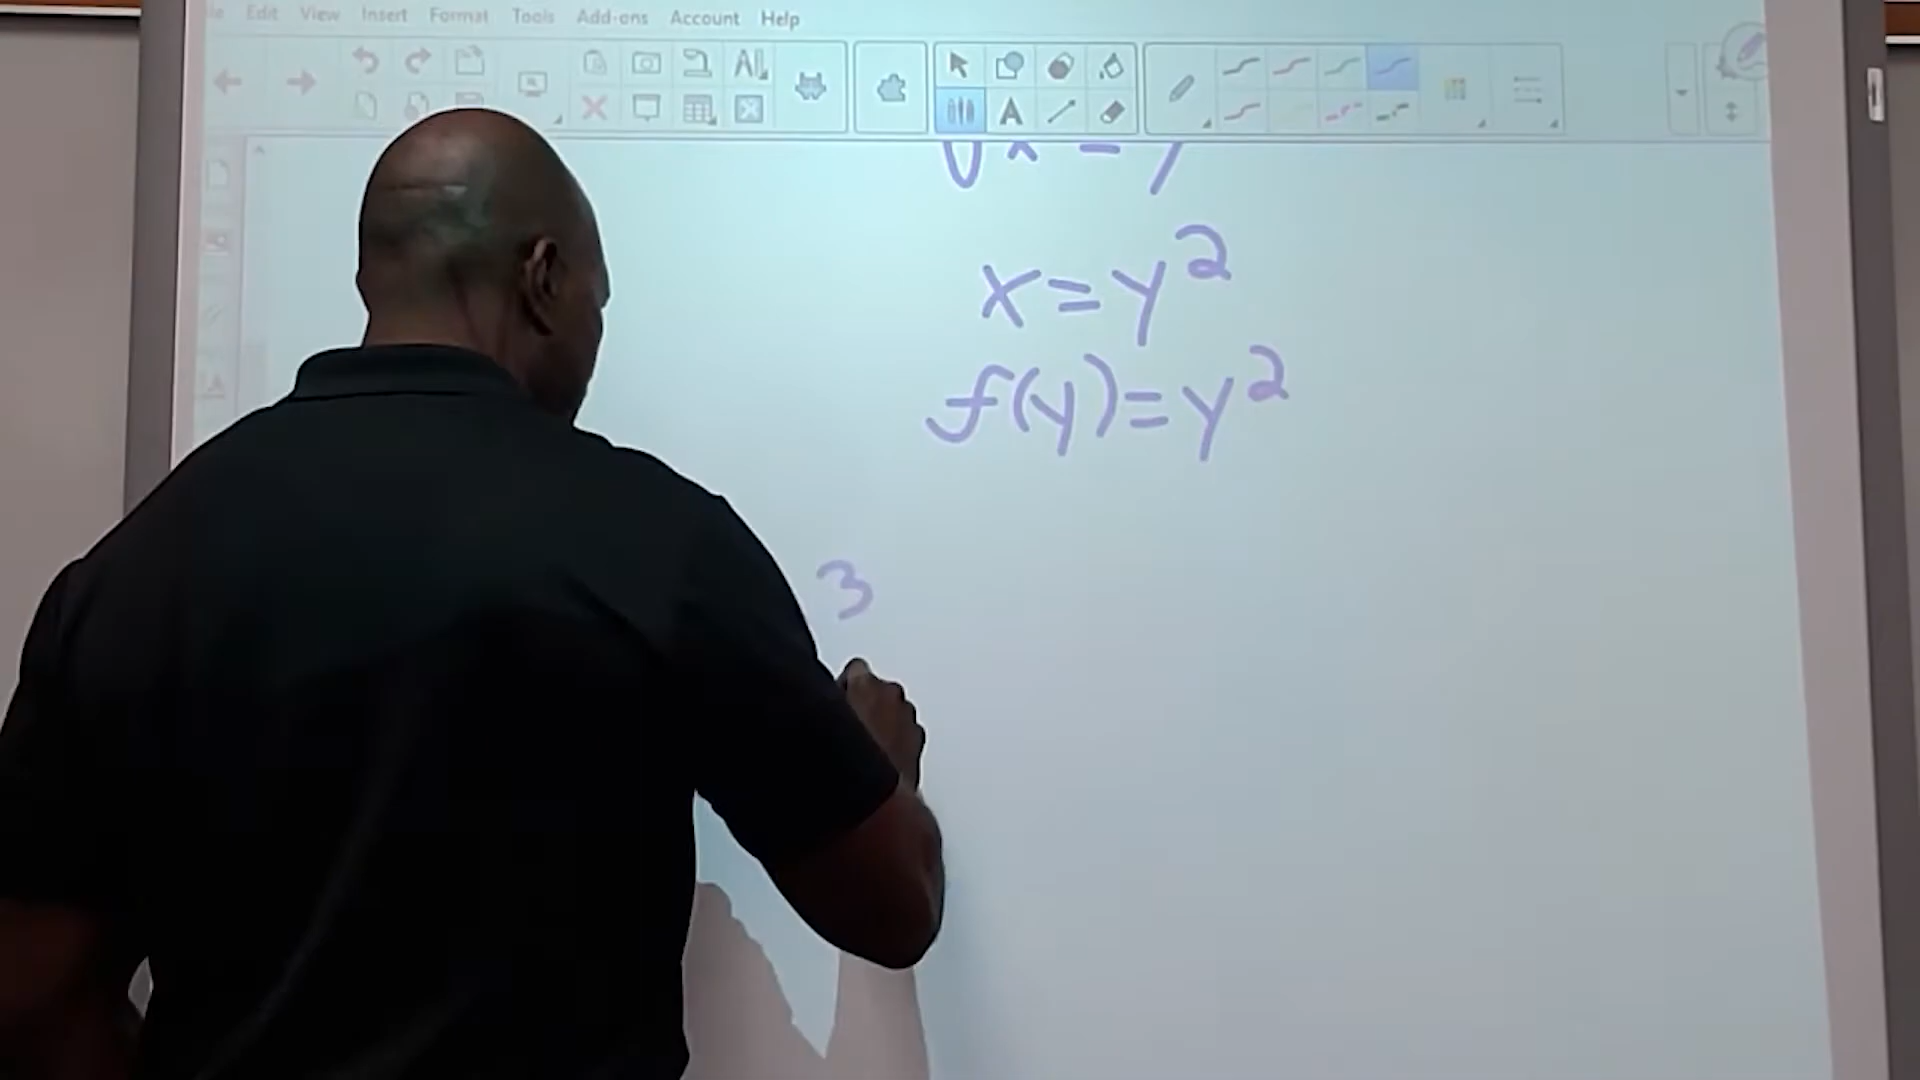 Edit View Insert Format Tools Add-ons Account Help
√x = y
x = y²
f(y) = y²
3